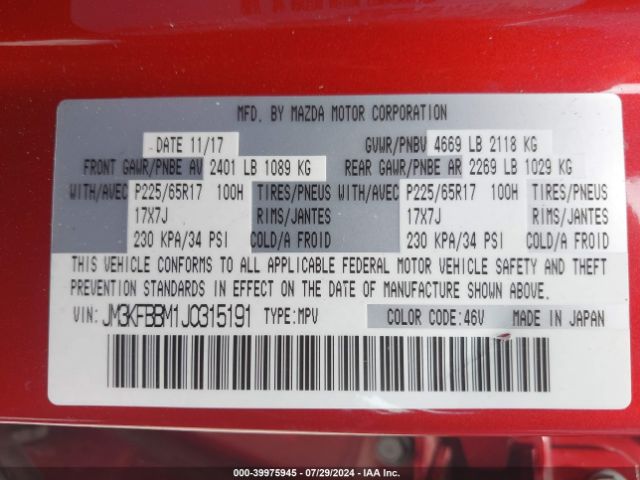 MFD. BY MAZDA MOTOR CORPORATION
DATE 11/17 GVWR/PNBV 4669 LB 2118 KG
FRONT GAWR/PNBE AV 2401 LB 1089 KG REAR GAWR/PNBE AR 2269 LB 1029 KG
WITH/AVEC P225/65R17 100H TIRES/PNEUS WITH/AVEC P225/65R17 100H TIRES/PNEUS
17X7J RIMS/JANTES 17X7J RIMS/JANTES
230 KPA/34 PSI COLD/A FROID 230 KPA/34 PSI COLD/A FROID
THIS VEHICLE CONFORMS TO ALL APPLICABLE FEDERAL MOTOR VEHICLE SAFETY AND THEFT
PREVENTION STANDARDS IN EFFECT ON THE DATE OF MANUFACTURE SHOWN ABOVE.
VIN: JM3KFBBM1J0315191 TYPE:MPV COLOR CODE:46V MADE IN JAPAN
000-39975945 - 07/29/2024 - IAA Inc.